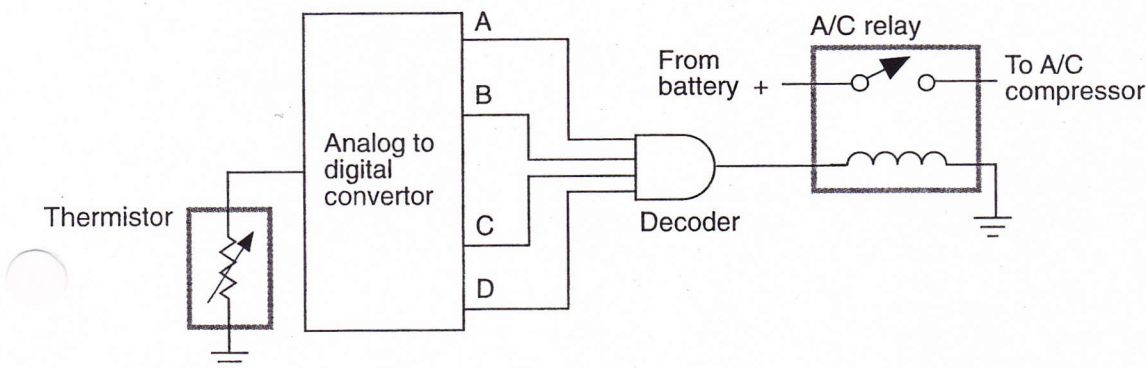 A
A/C relay
From
battery +
To A/C
compressor
B
Analog to
digital
convertor
Thermistor
Decoder
C
D